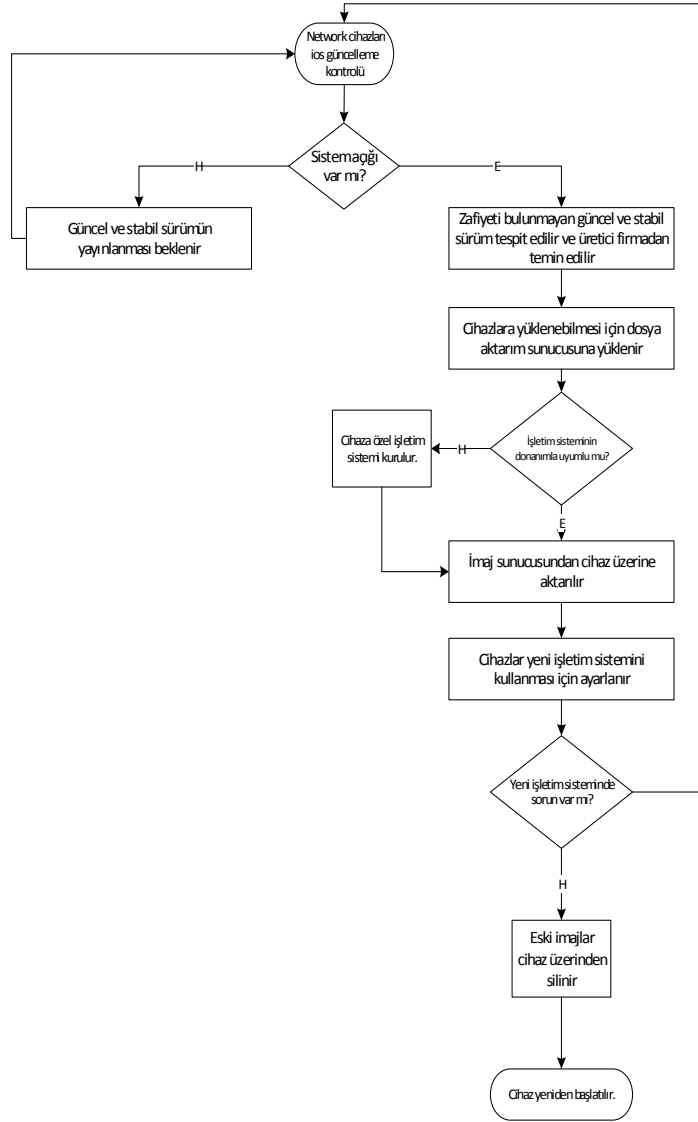 Network cihazları
ios güncelleme
kontrolü
Sistem açığı
var mı?
H
E
Güncel ve stabil sürümün
yayınlanması beklenir
Zafiyeti bulunmayan güncel ve stabil
sürüm tespit edilir ve üretici firmadan
temin edilir
Cihazlara yüklenebilmesi için dosya
aktarım sunucusuna yüklenir
İşletim sisteminin
donanımla uyumlu mu?
H
Cihaza özel işletim
sistemi kurulur.
E
İmaj sunucusundan cihaz üzerine
aktarılır
Cihazlar yeni işletim sistemini
kullanması için ayarlanır
Yeni işletim sisteminde
sorun var mı?
H
Eski imajlar
cihaz üzerinden
silinir
Cihaz yeniden başlatılır.